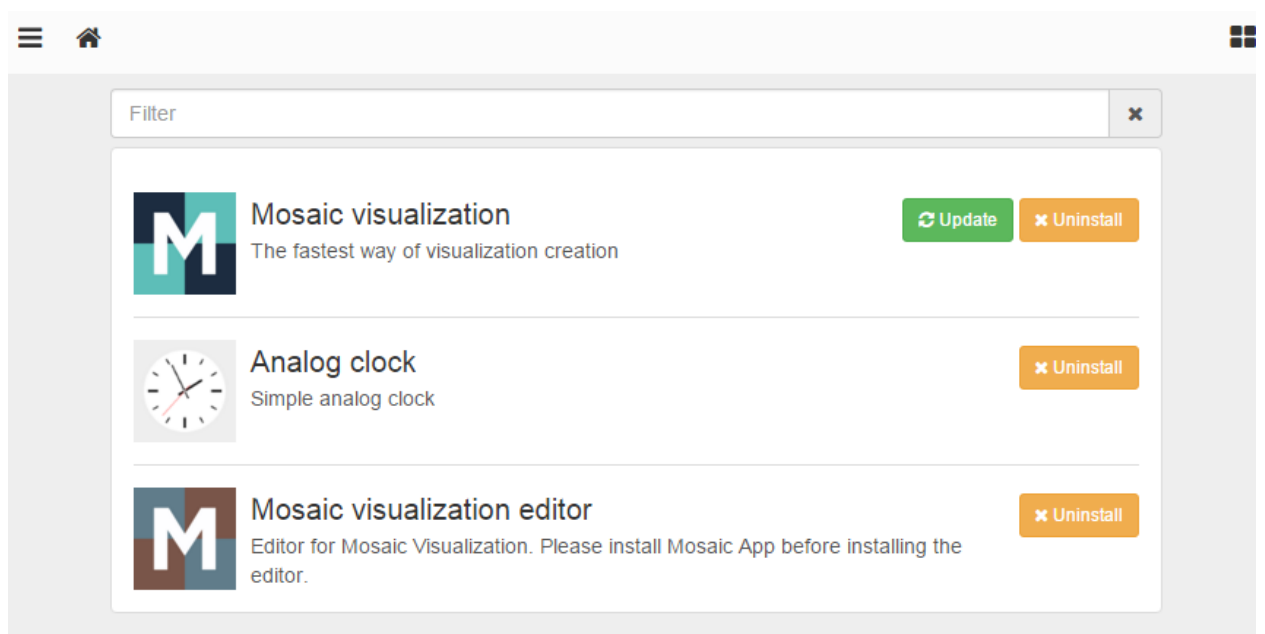 Filter
M
Mosaic visualization
Update
Uninstall
The fastest way of visualization creation
Analog clock
Uninstall
Simple analog clock
M
Mosaic visualization editor
Uninstall
Editor for Mosaic Visualization. Please install Mosaic App before installing the
editor.